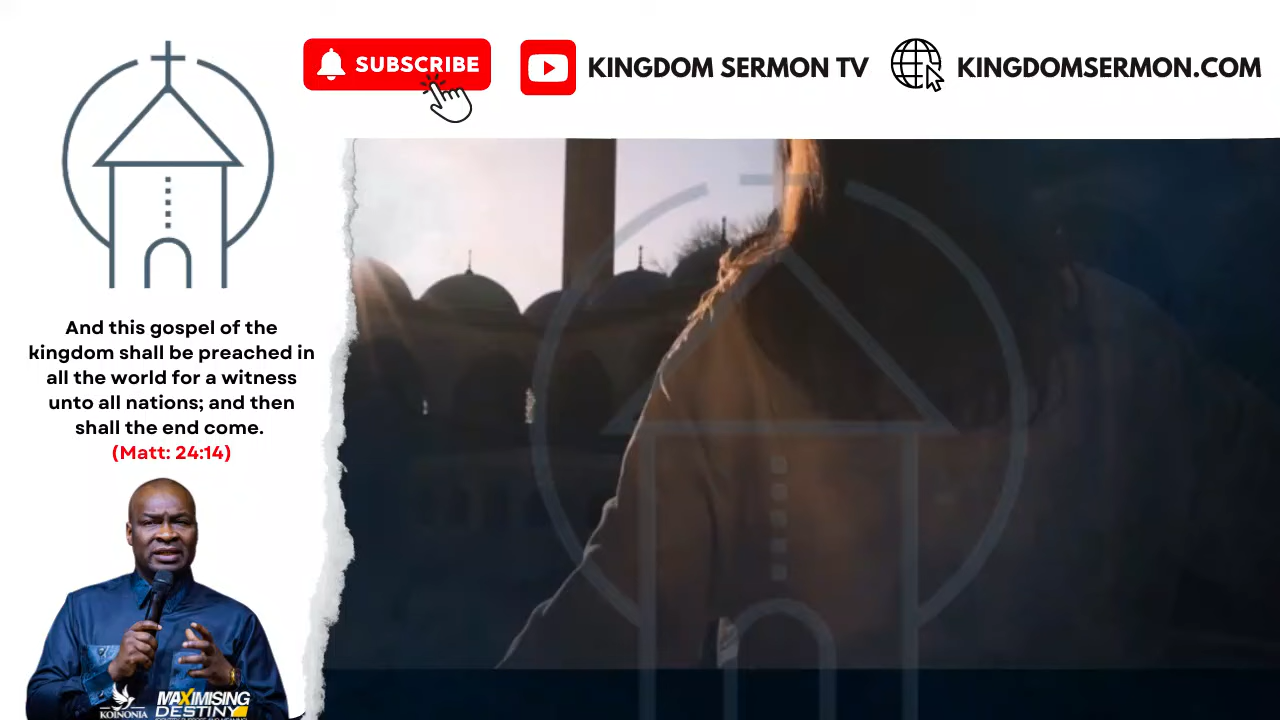 SUBSCRIBE
KINGDOM SERMON TV
KINGDOMSERMON.COM
And this gospel of the
kingdom shall be preached in
all the world for a witness
unto all nations; and then
shall the end come.
(Matt: 24:14)
KOINONIA
MAXIMISING
DESTINY